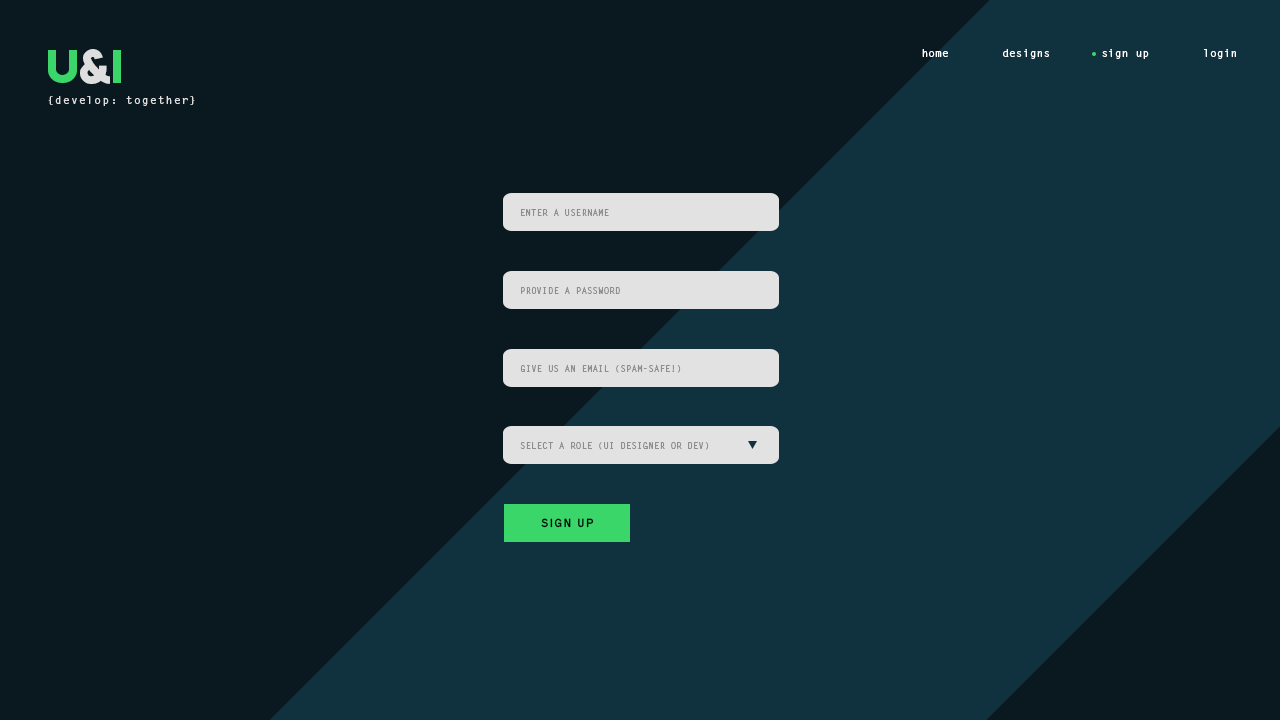 U&I
{develop: together}
home
designs
sign up
login
ENTER A USERNAME
PROVIDE A PASSWORD
GIVE US AN EMAIL (SPAM-SAFE!)
SELECT A ROLE (UI DESIGNER OR DEV)
SIGN UP